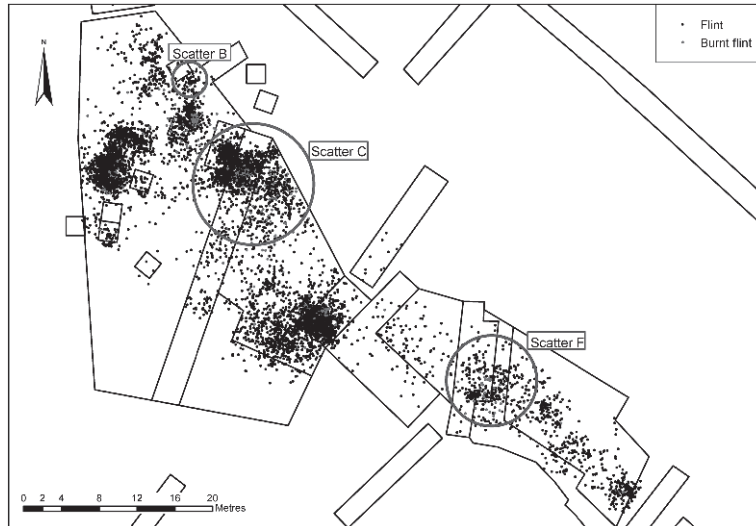 Flint
Burnt flint
Scatter B
N
Scatter C
Scatter F
0 2 4 8 12 16 20
Metres